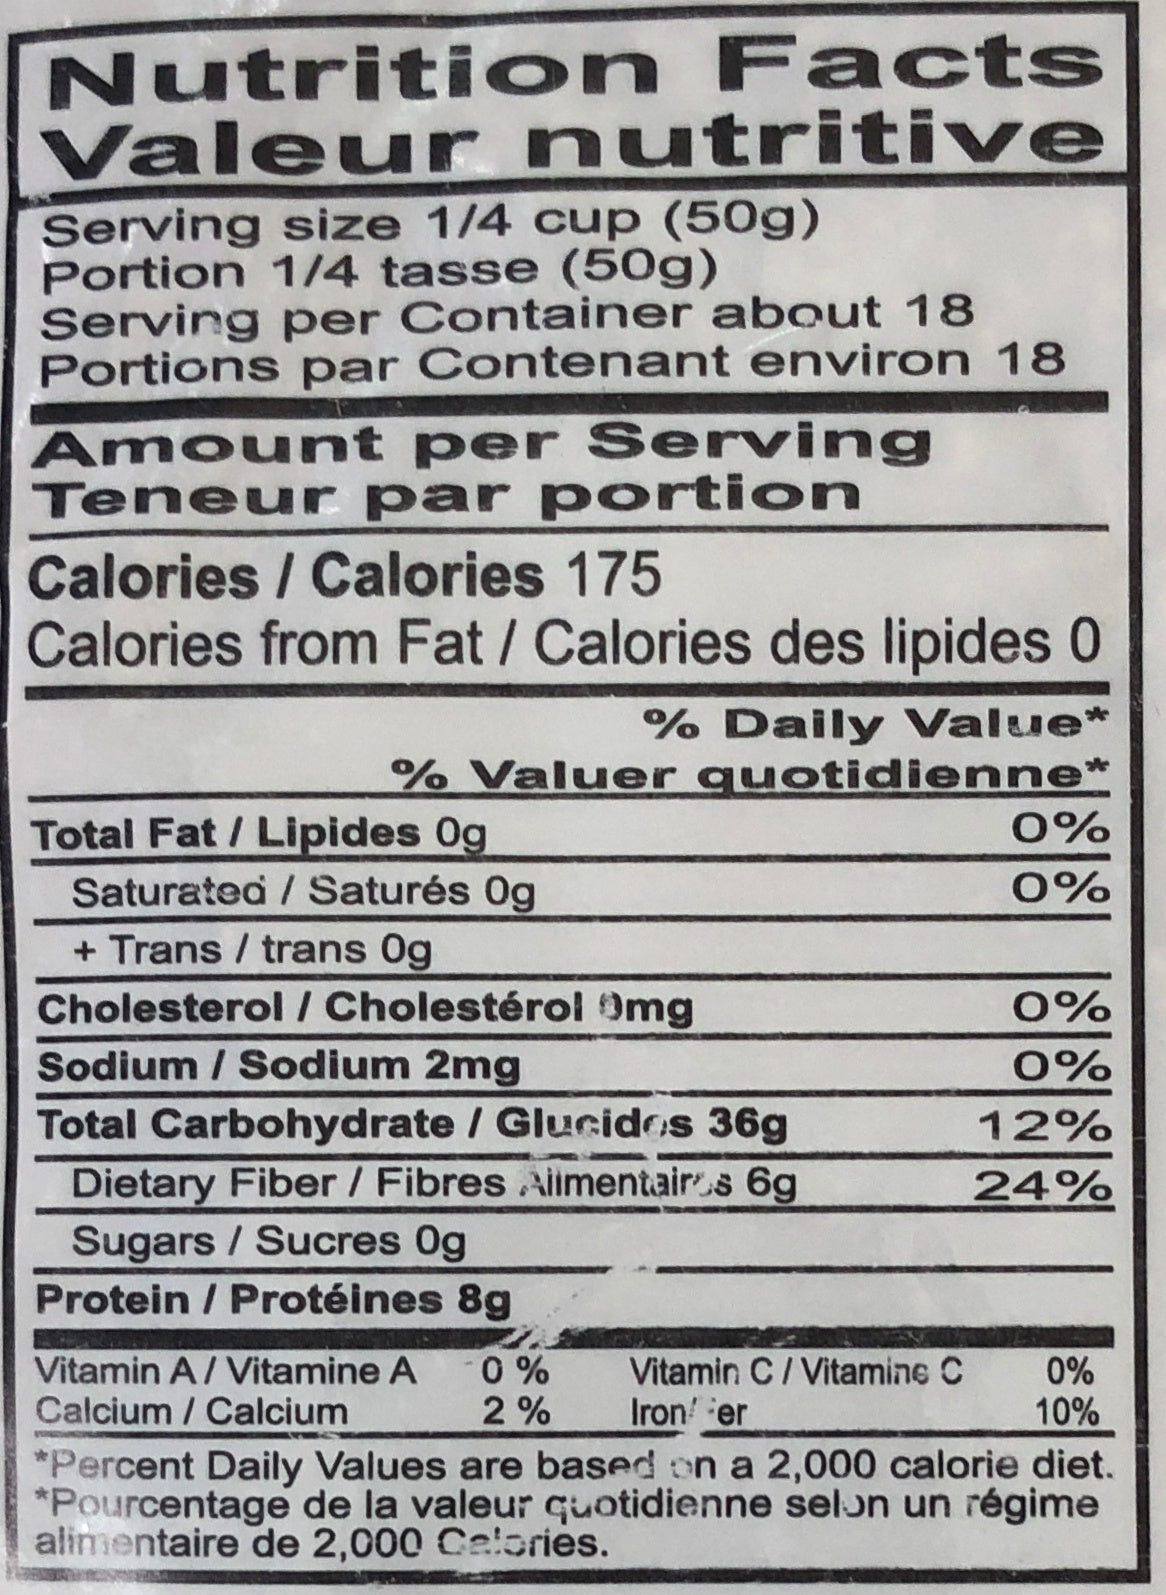 Nutrition Facts
Valeur nutritive
Serving size 1/4 cup (50g)
Portion 1/4 tasse (50g)
Serving per Container about 18
Portions par Contenant environ 18
Amount per Serving
Teneur par portion
Calories / Calories 175
Calories from Fat / Calories des lipides 0
% Daily Value*
% Valuer quotidienne*
Total Fat / Lipides 0g 0%
Saturated / Saturés 0g 0%
+ Trans / trans 0g
Cholesterol / Cholestérol 0mg 0%
Sodium / Sodium 2mg 0%
Total Carbohydrate / Glucides 36g 12%
Dietary Fiber / Fibres Alimentaires 6g 24%
Sugars / Sucres 0g
Protein / Protéines 8g
Vitamin A / Vitamine A 0 % Vitamin C / Vitamine C 0%
Calcium / Calcium 2 % Iron/ Fer 10%
*Percent Daily Values are based on a 2,000 calorie diet.
*Pourcentage de la valeur quotidienne selon un régime
alimentaire de 2,000 Calories.